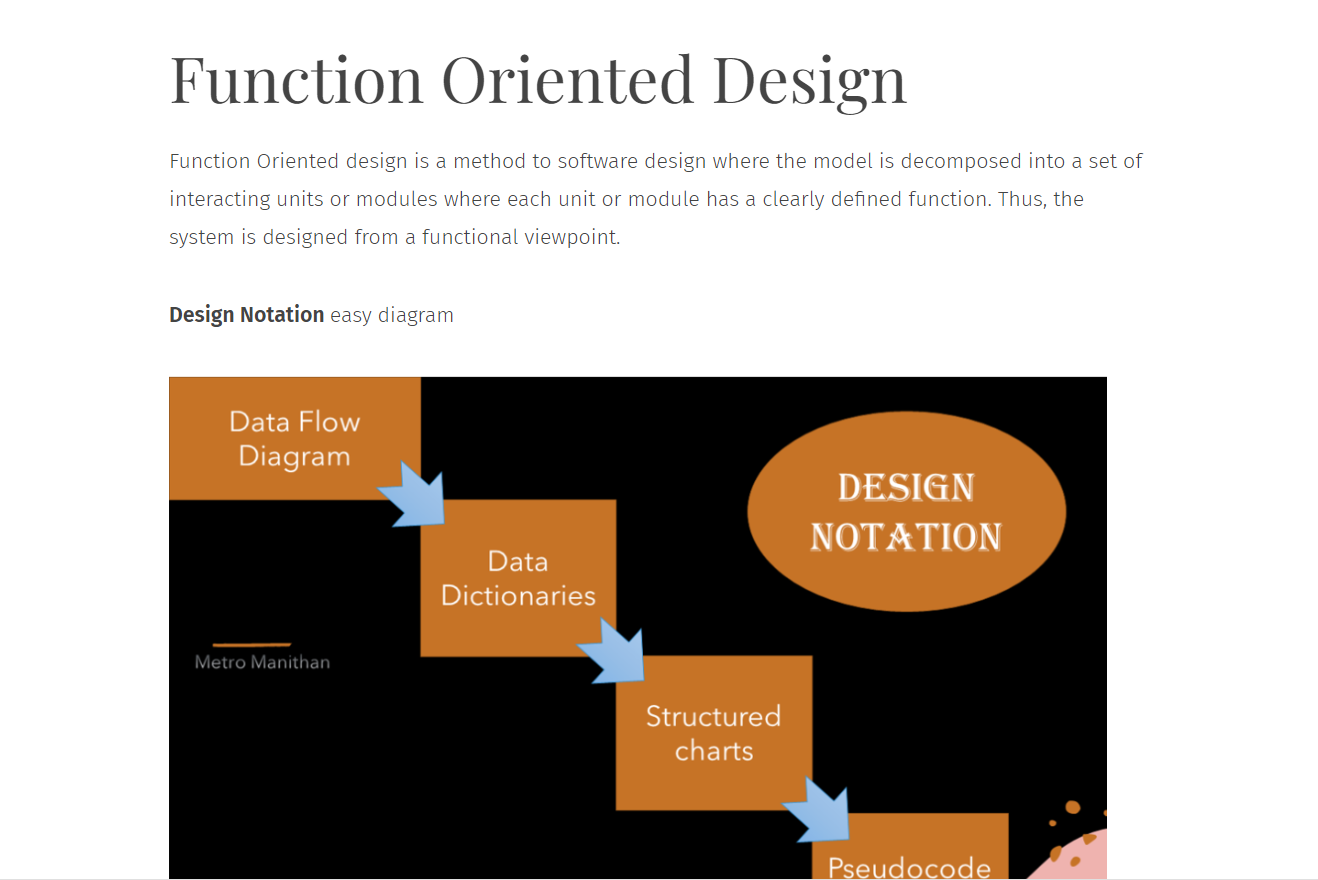 Function Oriented Design
Function Oriented design is a method to software design where the model is decomposed into a set of
interacting units or modules where each unit or module has a clearly defined function. Thus, the
system is designed from a functional viewpoint.
Design Notation easy diagram
Data Flow
Diagram
DESIGN
NOTATION
Data
Dictionaries
Metro Manithan
Structured
charts
Pseudocode